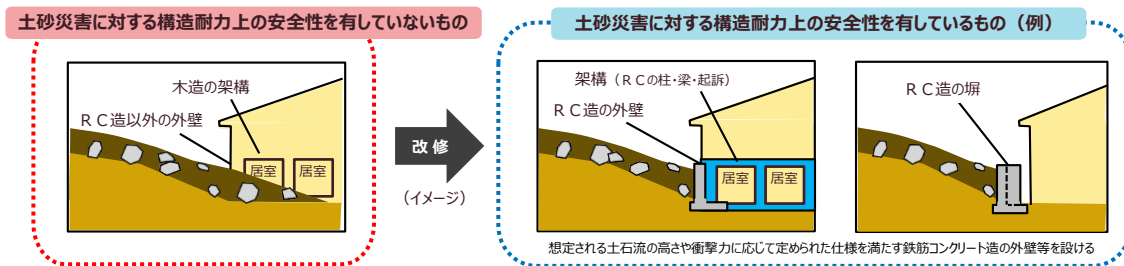 土砂災害に対する構造耐力上の安全性を有していないもの
土砂災害に対する構造耐力上の安全性を有しているもの（例）
木造の架構
ＲＣ造以外の外壁
居室
居室
改修
（イメージ）
架構（ＲＣの柱・梁・起訴）
ＲＣ造の外壁
居室
居室
ＲＣ造の塀
想定される土石流の高さや衝撃力に応じて定められた仕様を満たす鉄筋コンクリート造の外壁等を設ける